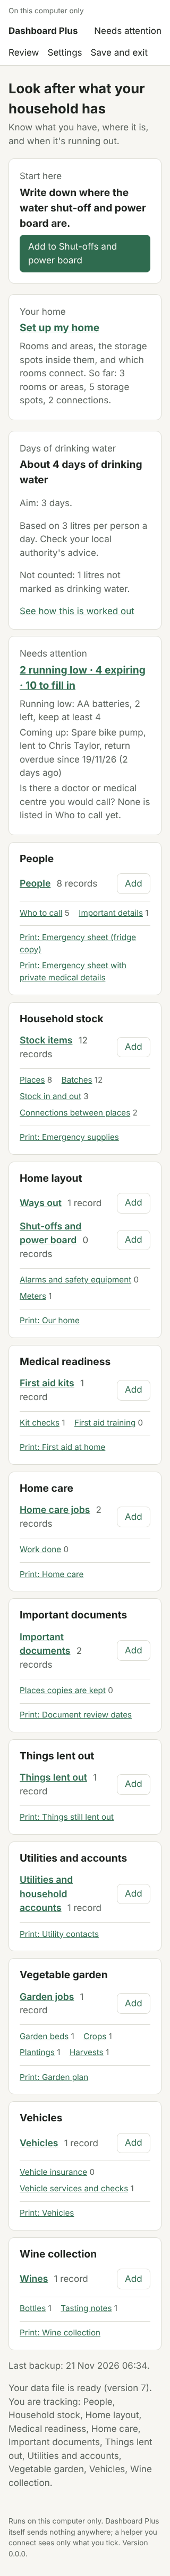 On this computer only
Dashboard Plus Needs attention
Review Settings Save and exit
Look after what your
household has
Know what you have, where it is,
and when it's running out.
Start here
Write down where the
water shut-off and power
board are.
Add to Shut-offs and
power board
Your home
Set up my home
Rooms and areas, the storage
spots inside them, and which
rooms connect. So far: 3
rooms or areas, 5 storage
spots, 2 connections.
Days of drinking water
About 4 days of drinking
water
Aim: 3 days.
Based on 3 litres per person a
day. Check your local
authority's advice.
Not counted: 1 litres not
marked as drinking water.
See how this is worked out
Needs attention
2 running low · 4 expiring
· 10 to fill in
Running low: AA batteries, 2
left, keep at least 4
Coming up: Spare bike pump,
lent to Chris Taylor, return
overdue since 19/11/26 (2
days ago)
Is there a doctor or medical
centre you would call? None is
listed in Who to call yet.
People
People 8 records Add
Who to call 5 Important details 1
Print: Emergency sheet (fridge
copy)
Print: Emergency sheet with
private medical details
Household stock
Stock items 12
records Add
Places 8 Batches 12
Stock in and out 3
Connections between places 2
Print: Emergency supplies
Home layout
Ways out 1 record Add
Shut-offs and
power board 0
records Add
Alarms and safety equipment 0
Meters 1
Print: Our home
Medical readiness
First aid kits 1
record Add
Kit checks 1 First aid training 0
Print: First aid at home
Home care
Home care jobs 2
records Add
Work done 0
Print: Home care
Important documents
Important
documents 2
records Add
Places copies are kept 0
Print: Document review dates
Things lent out
Things lent out 1
record Add
Print: Things still lent out
Utilities and accounts
Utilities and
household
accounts 1 record Add
Print: Utility contacts
Vegetable garden
Garden jobs 1
record Add
Garden beds 1 Crops 1
Plantings 1 Harvests 1
Print: Garden plan
Vehicles
Vehicles 1 record Add
Vehicle insurance 0
Vehicle services and checks 1
Print: Vehicles
Wine collection
Wines 1 record Add
Bottles 1 Tasting notes 1
Print: Wine collection
Last backup: 21 Nov 2026 06:34.
Your data file is ready (version 7).
You are tracking: People,
Household stock, Home layout,
Medical readiness, Home care,
Important documents, Things lent
out, Utilities and accounts,
Vegetable garden, Vehicles, Wine
collection.
Runs on this computer only. Dashboard Plus
itself sends nothing anywhere; a helper you
connect sees only what you tick. Version
0.0.0.